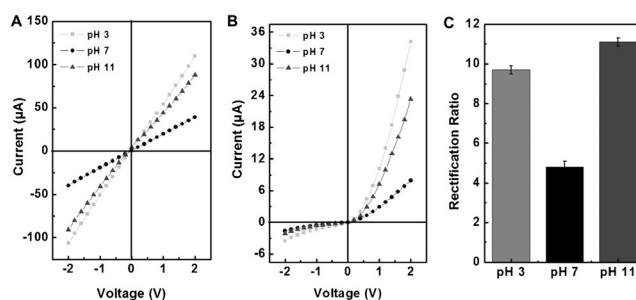 A
Current (µA)
150
100
50
0
-50
-100
pH 3
pH 7
pH 11
-2
-1
0
1
2
Voltage (V)
B
Current (µA)
36
30
24
18
12
6
0
-6
pH 3
pH 7
pH 11
-2
-1
0
1
2
Voltage (V)
C
Rectification Ratio
12
10
8
6
4
2
0
pH 3
pH 7
pH 11